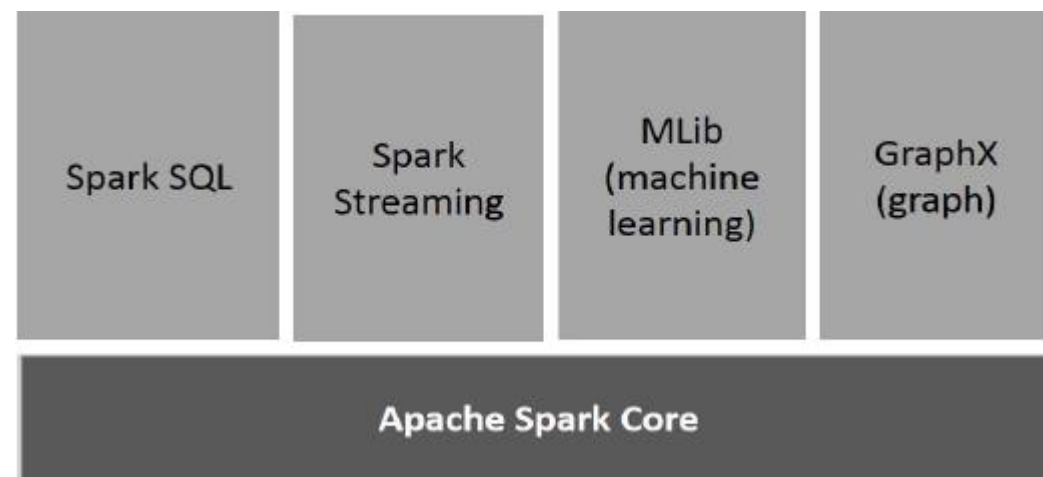 Spark SQL
Spark
Streaming
MLib
(machine
learning)
GraphX
(graph)
Apache Spark Core